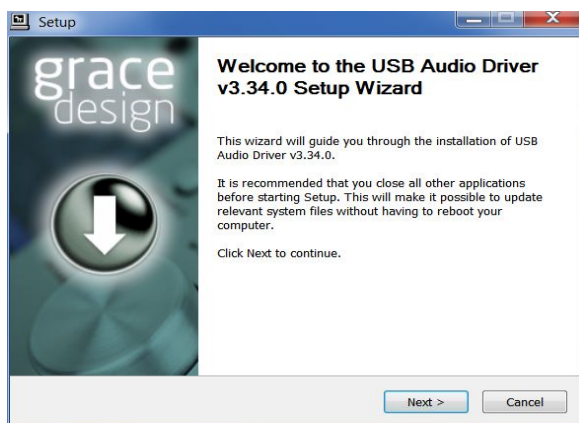 Setup
grace
design
Welcome to the USB Audio Driver
v3.34.0 Setup Wizard
This wizard will guide you through the installation of USB
Audio Driver v3.34.0.
It is recommended that you close all other applications
before starting Setup. This will make it possible to update
relevant system files without having to reboot your
computer.
Click Next to continue.
Next >
Cancel